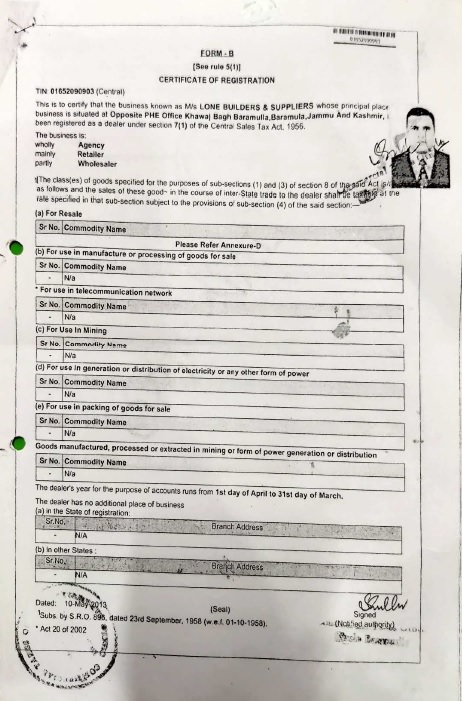 01652090903
FORM - B
[See rule 5(1)]
CERTIFICATE OF REGISTRATION
TIN: 01652090903 (Central)
This is to certify that the business known as M/s LONE BUILDERS & SUPPLIERS whose principal place
business is situated at Opposite PHE Office Khawaj Bagh Baramulla,Baramula,Jammu And Kashmir,
been registered as a dealer under section 7(1) of the Central Sales Tax Act, 1956.
The business is:
wholly Agency
mainly Retailer
partly Wholesaler
The class(es) of goods specified for the purposes of sub-sections (1) and (3) of section 8 of the said Act is/
as follows and the sales of these goods in the course of inter-State trade to the dealer shall be taxable at the
rate specified in that sub-section subject to the provisions of sub-section (4) of the said section:—
(a) For Resale
Sr No. Commodity Name
Please Refer Annexure-D
(b) For use in manufacture or processing of goods for sale
Sr No. Commodity Name
- N/a
* For use in telecommunication network
Sr No. Commodity Name
- N/a
(c) For Use In Mining
Sr No. Commodity Name
- N/a
(d) For use in generation or distribution of electricity or any other form of power
Sr No. Commodity Name
- N/a
(e) For use in packing of goods for sale
Sr No. Commodity Name
- N/a
Goods manufactured, processed or extracted in mining or form of power generation or distribution
Sr No. Commodity Name
- N/a
The dealer's year for the purpose of accounts runs from 1st day of April to 31st day of March.
The dealer has no additional place of business
(a) in the State of registration:
Sr.No. Branch Address
- N/A
(b) in other States :
Sr.No. Branch Address
- N/A
Dated: 10-May-2013
(Seal)
Signed
¹Subs. by S.R.O. 896, dated 23rd September, 1958 (w.e.f. 01-10-1958).
(Notified authority)
* Act 20 of 2002
COMMERCIAL TAXES